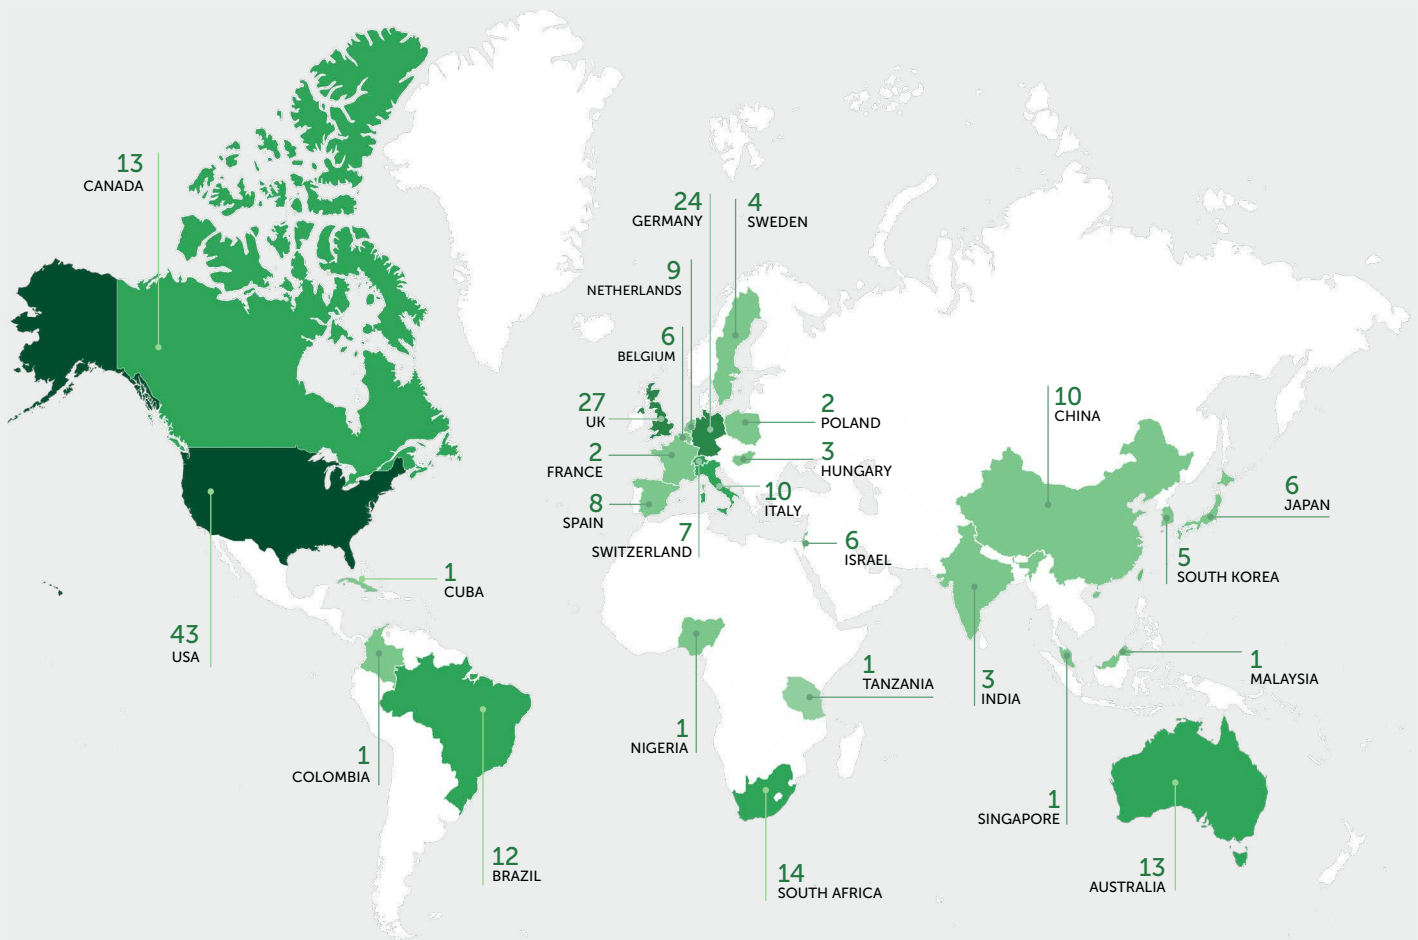 13
CANADA
24
GERMANY
4
SWEDEN
9
NETHERLANDS
6
BELGIUM
27
UK
2
FRANCE
8
SPAIN
7
SWITZERLAND
2
POLAND
3
HUNGARY
10
ITALY
6
ISRAEL
10
CHINA
6
JAPAN
5
SOUTH KOREA
1
CUBA
43
USA
1
COLOMBIA
12
BRAZIL
1
NIGERIA
1
TANZANIA
3
INDIA
1
MALAYSIA
1
SINGAPORE
14
SOUTH AFRICA
13
AUSTRALIA